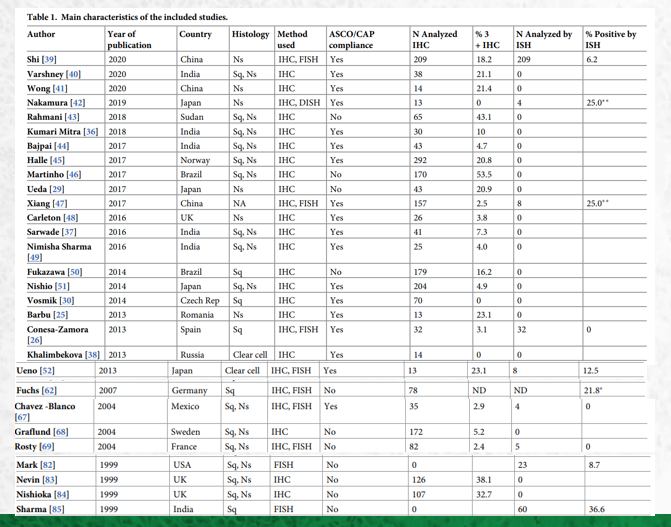 Table 1. Main characteristics of the included studies.
Author Year of publication Country Histology Method used ASCO/CAP compliance N Analyzed IHC % 3 + IHC N Analyzed by ISH % Positive by ISH
Shi [39] 2020 China Ns IHC, FISH Yes 209 18.2 209 6.2
Varshney [40] 2020 India Sq, Ns IHC Yes 38 21.1 0
Wong [41] 2020 China Ns IHC Yes 14 21.4 0
Nakamura [42] 2019 Japan Ns IHC, DISH Yes 13 0 4 25.0**
Rahmani [43] 2018 Sudan Sq, Ns IHC No 65 43.1 0
Kumari Mitra [36] 2018 India Sq, Ns IHC Yes 30 10 0
Bajpai [44] 2017 India Sq, Ns IHC Yes 43 4.7 0
Halle [45] 2017 Norway Sq, Ns IHC Yes 292 20.8 0
Martinho [46] 2017 Brazil Sq, Ns IHC No 170 53.5 0
Ueda [29] 2017 Japan Ns IHC No 43 20.9 0
Xiang [47] 2017 China NA IHC, FISH Yes 157 2.5 8 25.0**
Carleton [48] 2016 UK Ns IHC Yes 26 3.8 0
Sarwade [37] 2016 India Sq, Ns IHC Yes 41 7.3 0
Nimisha Sharma [49] 2016 India Sq, Ns IHC Yes 25 4.0 0
Fukazawa [50] 2014 Brazil Sq IHC No 179 16.2 0
Nishio [51] 2014 Japan Sq, Ns IHC Yes 204 4.9 0
Vosmik [30] 2014 Czech Rep Sq IHC Yes 70 0 0
Barbu [25] 2013 Romania Ns IHC Yes 13 23.1 0
Conesa-Zamora [26] 2013 Spain Sq IHC, FISH Yes 32 3.1 32 0
Khalimbekova [38] 2013 Russia Clear cell IHC Yes 14 0 0
Ueno [52] 2013 Japan Clear cell IHC, FISH Yes 13 23.1 8 12.5
Fuchs [62] 2007 Germany Sq IHC, FISH No 78 ND ND 21.8*
Chavez -Blanco [67] 2004 Mexico Sq, Ns IHC, FISH Yes 35 2.9 4 0
Graflund [68] 2004 Sweden Sq, Ns IHC No 172 5.2 0
Rosty [69] 2004 France Sq, Ns IHC, FISH No 82 2.4 5 0
Mark [82] 1999 USA Sq, Ns FISH No 0 23 8.7
Nevin [83] 1999 UK Sq, Ns IHC No 126 38.1 0
Nishioka [84] 1999 UK Sq, Ns IHC No 107 32.7 0
Sharma [85] 1999 India Sq FISH No 0 60 36.6